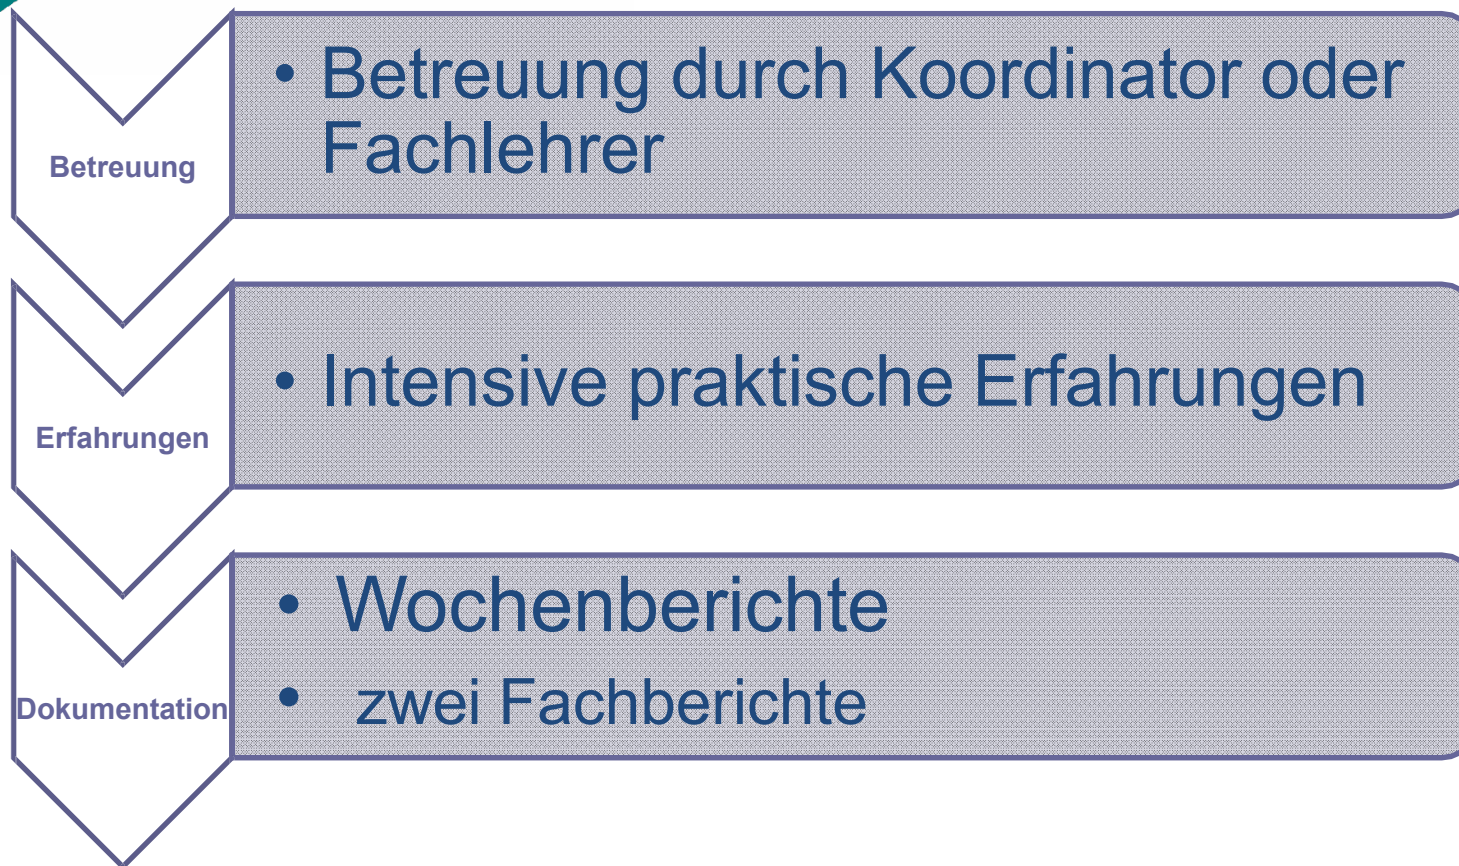 Betreuung
• Betreuung durch Koordinator oder
Fachlehrer
Erfahrungen
• Intensive praktische Erfahrungen
Dokumentation
• Wochenberichte
• zwei Fachberichte